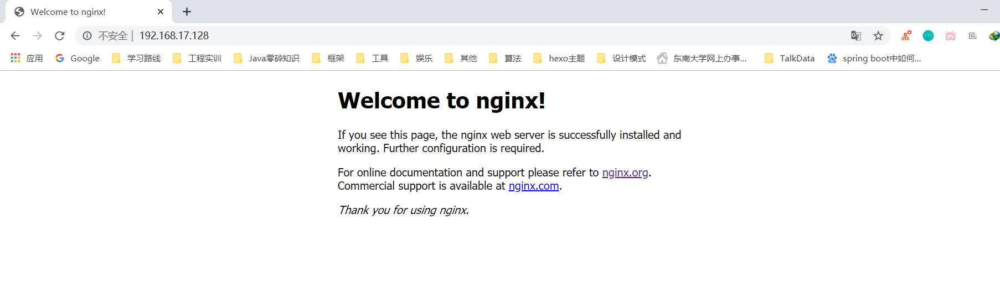 Welcome to nginx!
不安全 | 192.168.17.128
应用 Google 学习路线 工程实训 Java零碎知识 框架 工具 娱乐 其他 算法 hexo主题 设计模式 东南大学网上办事... TalkData spring boot中如何...
Welcome to nginx!
If you see this page, the nginx web server is successfully installed and
working. Further configuration is required.
For online documentation and support please refer to nginx.org.
Commercial support is available at nginx.com.
Thank you for using nginx.